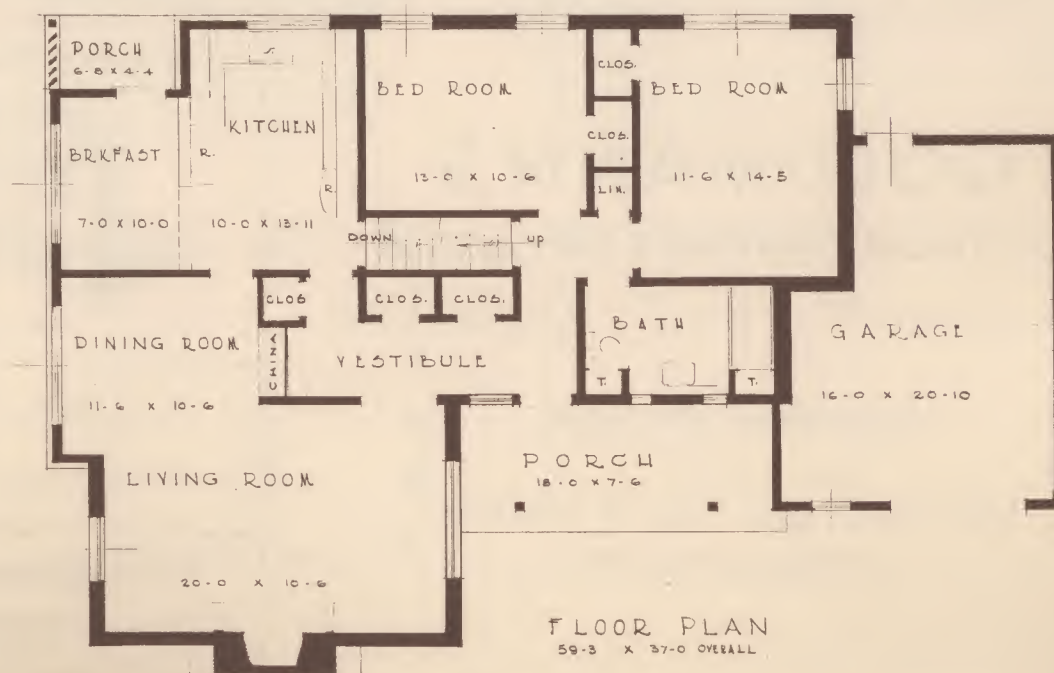 PORCH
6-8 X 4-4
S.
KITCHEN
BED ROOM
CLOS.
BED ROOM
BRKFAST
R.
R.
CLOS.
LIN.
7-0 X 10-0
10-0 X 13-11
13-0 X 10-6
11-6 X 14-5
DOWN
UP
CLOS
CLOS.
CLOS.
DINING ROOM
CHINA
VESTIBULE
BATH
GARAGE
11-6 X 10-6
T.
T.
16-0 X 20-10
LIVING ROOM
PORCH
18-0 X 7-6
20-0 X 10-6
FLOOR PLAN
59-3 X 37-0 OVERALL